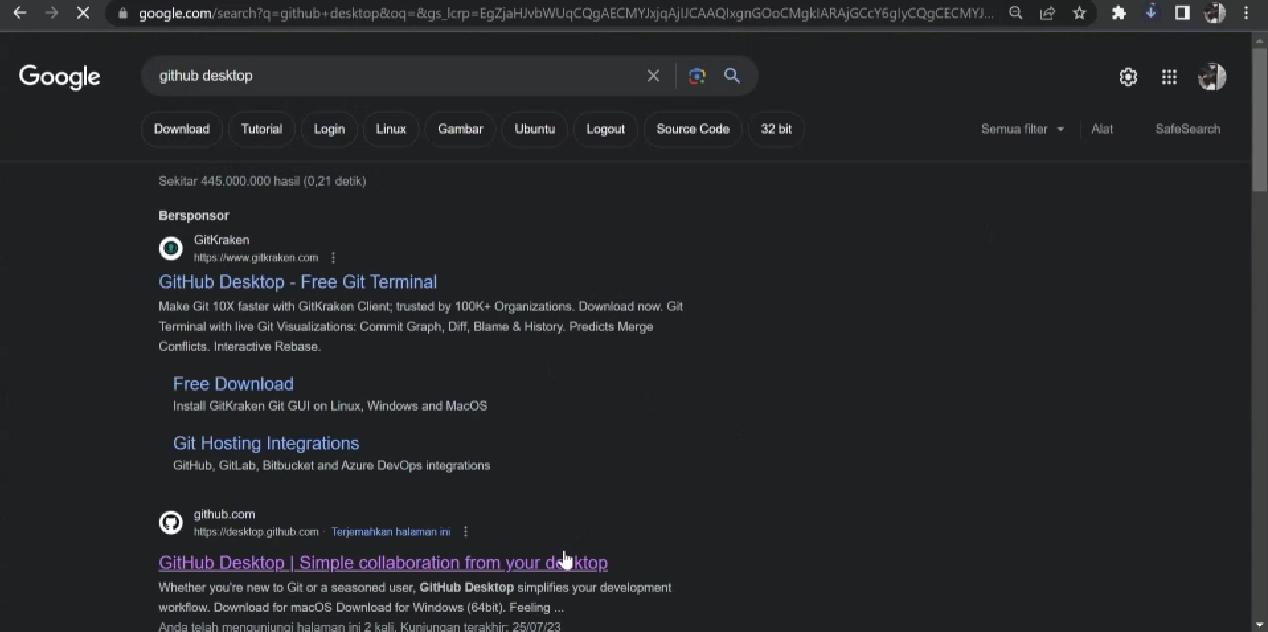 google.com/search?q=github+desktop&oq=&gs_lcrp=EgZjaHJvbWUqCQgAECMYJxjqAjIJCAAQIxgnGOoCMgkIARAjGCcY6gIyCQgCECMYJ...
Google
github desktop
Download Tutorial Login Linux Gambar Ubuntu Logout Source Code 32 bit Semua filter Alat SafeSearch
Sekitar 445.000.000 hasil (0,21 detik)
Bersponsor
GitKraken
https://www.gitkraken.com
GitHub Desktop - Free Git Terminal
Make Git 10X faster with GitKraken Client; trusted by 100K+ Organizations. Download now. Git
Terminal with live Git Visualizations: Commit Graph, Diff, Blame & History. Predicts Merge
Conflicts. Interactive Rebase.
Free Download
Install GitKraken Git GUI on Linux, Windows and MacOS
Git Hosting Integrations
GitHub, GitLab, Bitbucket and Azure DevOps integrations
github.com
https://desktop.github.com · Terjemahkan halaman ini
GitHub Desktop | Simple collaboration from your desktop
Whether you're new to Git or a seasoned user, GitHub Desktop simplifies your development
workflow. Download for macOS Download for Windows (64bit). Feeling ...
Anda telah mengunjungi halaman ini 2 kali. Kunjungan terakhir: 25/07/23